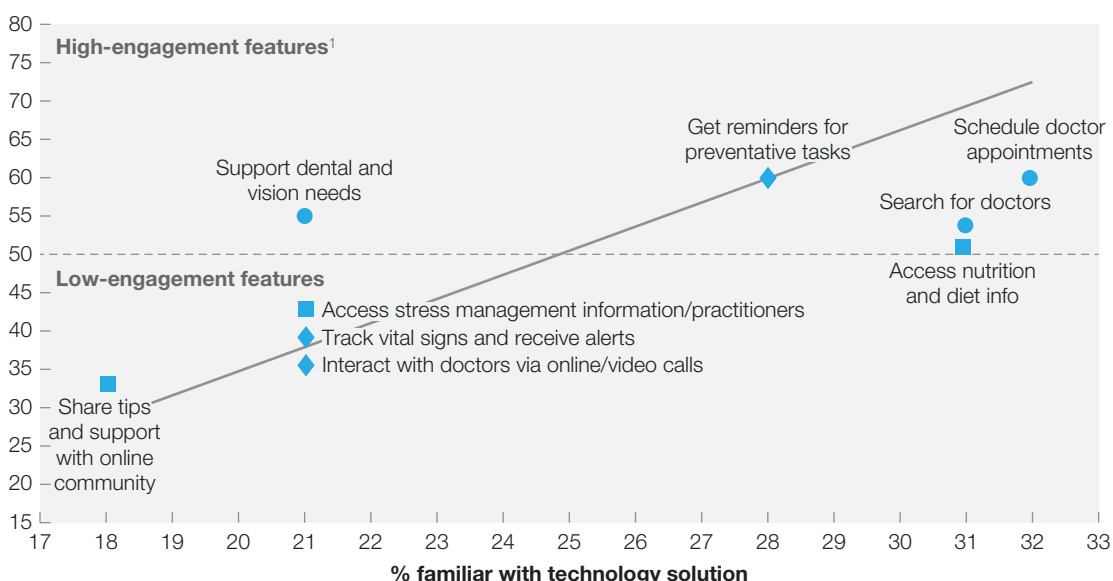 80
75
70
65
60
55
50
45
40
35
30
25
20
15
High-engagement features¹
Support dental and
vision needs
Get reminders for
preventative tasks
Schedule doctor
appointments
Search for doctors
Access nutrition
and diet info
Low-engagement features
Access stress management information/practitioners
Track vital signs and receive alerts
Interact with doctors via online/video calls
Share tips
and support
with online
community
17 18 19 20 21 22 23 24 25 26 27 28 29 30 31 32 33
% familiar with technology solution